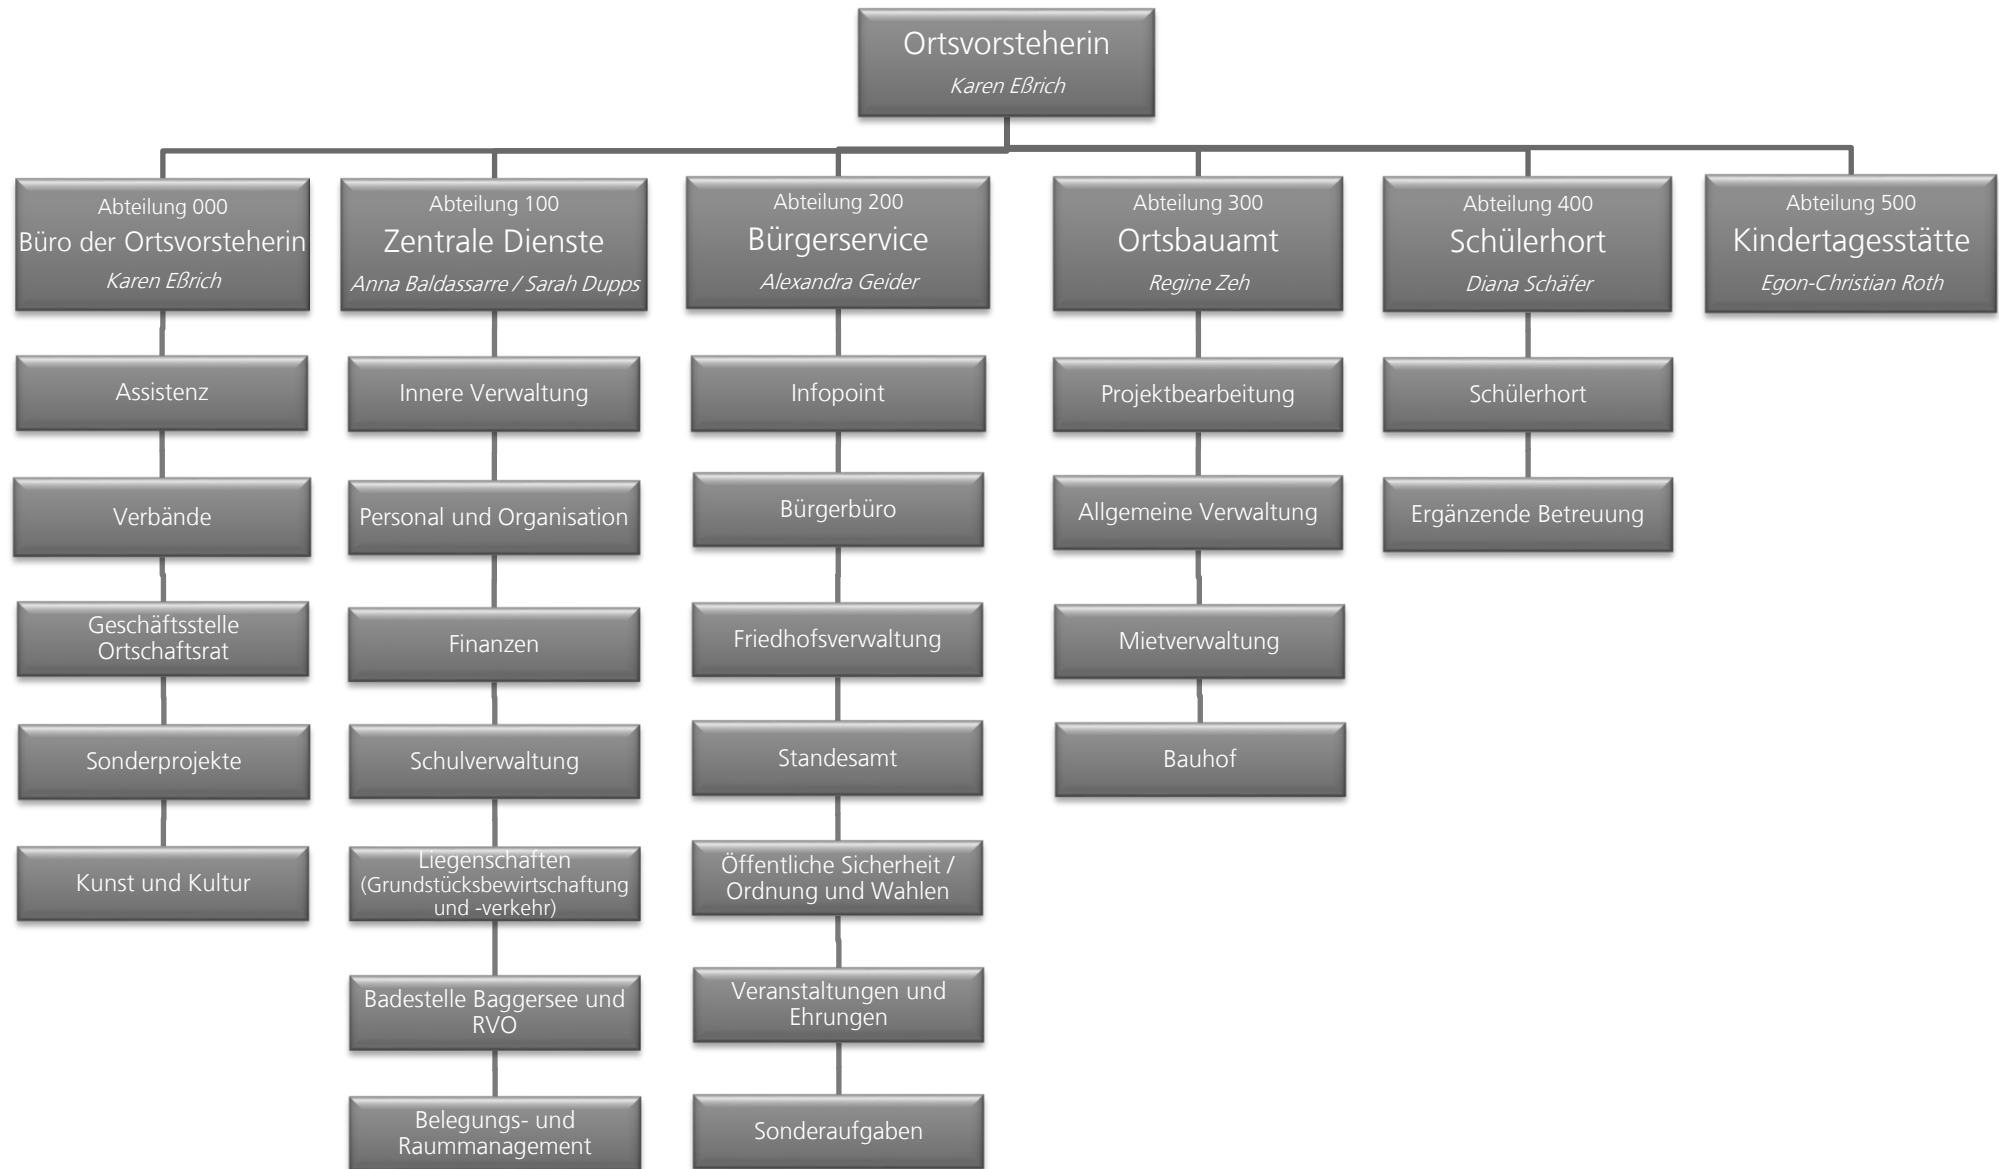 Ortsvorsteherin
Karen Eßrich
Abteilung 000
Büro der Ortsvorsteherin
Karen Eßrich
Assistenz
Verbände
Geschäftsstelle
Ortschaftsrat
Sonderprojekte
Kunst und Kultur
Abteilung 100
Zentrale Dienste
Anna Baldassarre / Sarah Dupps
Innere Verwaltung
Personal und Organisation
Finanzen
Schulverwaltung
Liegenschaften
(Grundstücksbewirtschaftung
und -verkehr)
Badestelle Baggersee und
RVO
Belegungs- und
Raummanagement
Abteilung 200
Bürgerservice
Alexandra Geider
Infopoint
Bürgerbüro
Friedhofsverwaltung
Standesamt
Öffentliche Sicherheit /
Ordnung und Wahlen
Veranstaltungen und
Ehrungen
Sonderaufgaben
Abteilung 300
Ortsbauamt
Regine Zeh
Projektbearbeitung
Allgemeine Verwaltung
Mietverwaltung
Bauhof
Abteilung 400
Schülerhort
Diana Schäfer
Schülerhort
Ergänzende Betreuung
Abteilung 500
Kindertagesstätte
Egon-Christian Roth